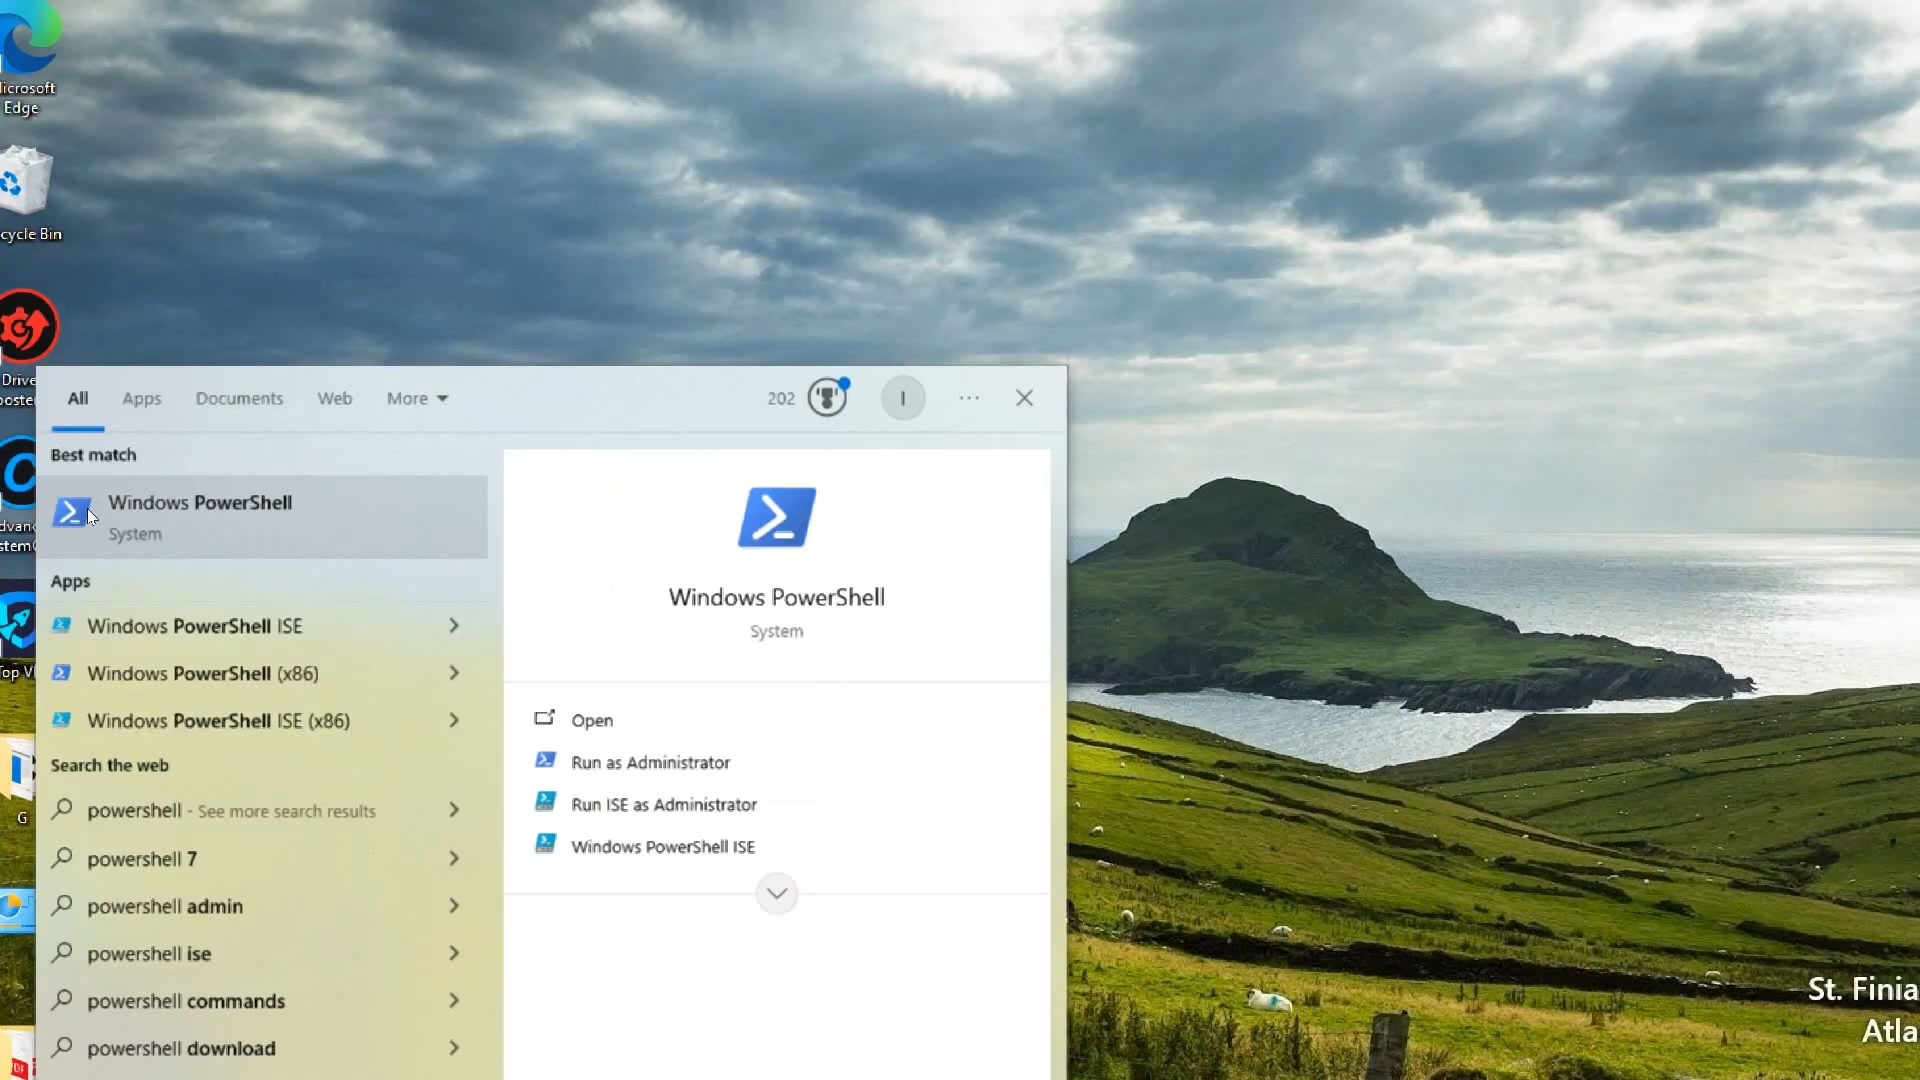 Microsoft
Edge
cycle Bin
Drive
All
Apps
Documents
Web
More
202
I
Best match
Windows PowerShell
System
Apps
Windows PowerShell ISE
Windows PowerShell (x86)
Windows PowerShell ISE (x86)
Search the web
powershell - See more search results
powershell 7
powershell admin
powershell ise
powershell commands
powershell download
Windows PowerShell
System
Open
Run as Administrator
Run ISE as Administrator
Windows PowerShell ISE
G
St. Finia
Atla